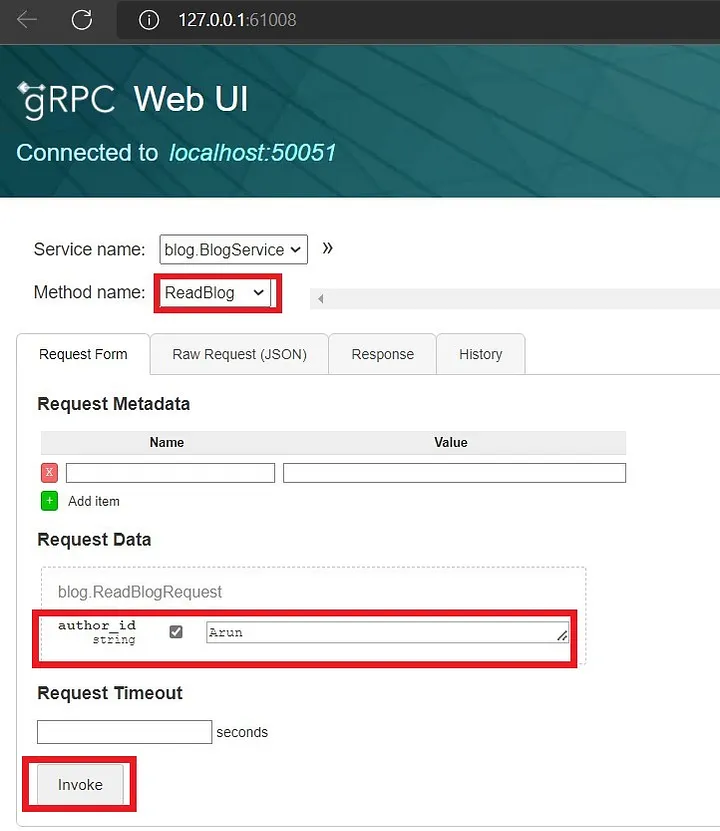 127.0.0.1:61008
gRPC Web UI
Connected to localhost:50051
Service name: blog.BlogService »
Method name: ReadBlog
Request Form Raw Request (JSON) Response History
Request Metadata
Name Value
X
+ Add item
Request Data
blog.ReadBlogRequest
author_id Arun
string
Request Timeout
seconds
Invoke